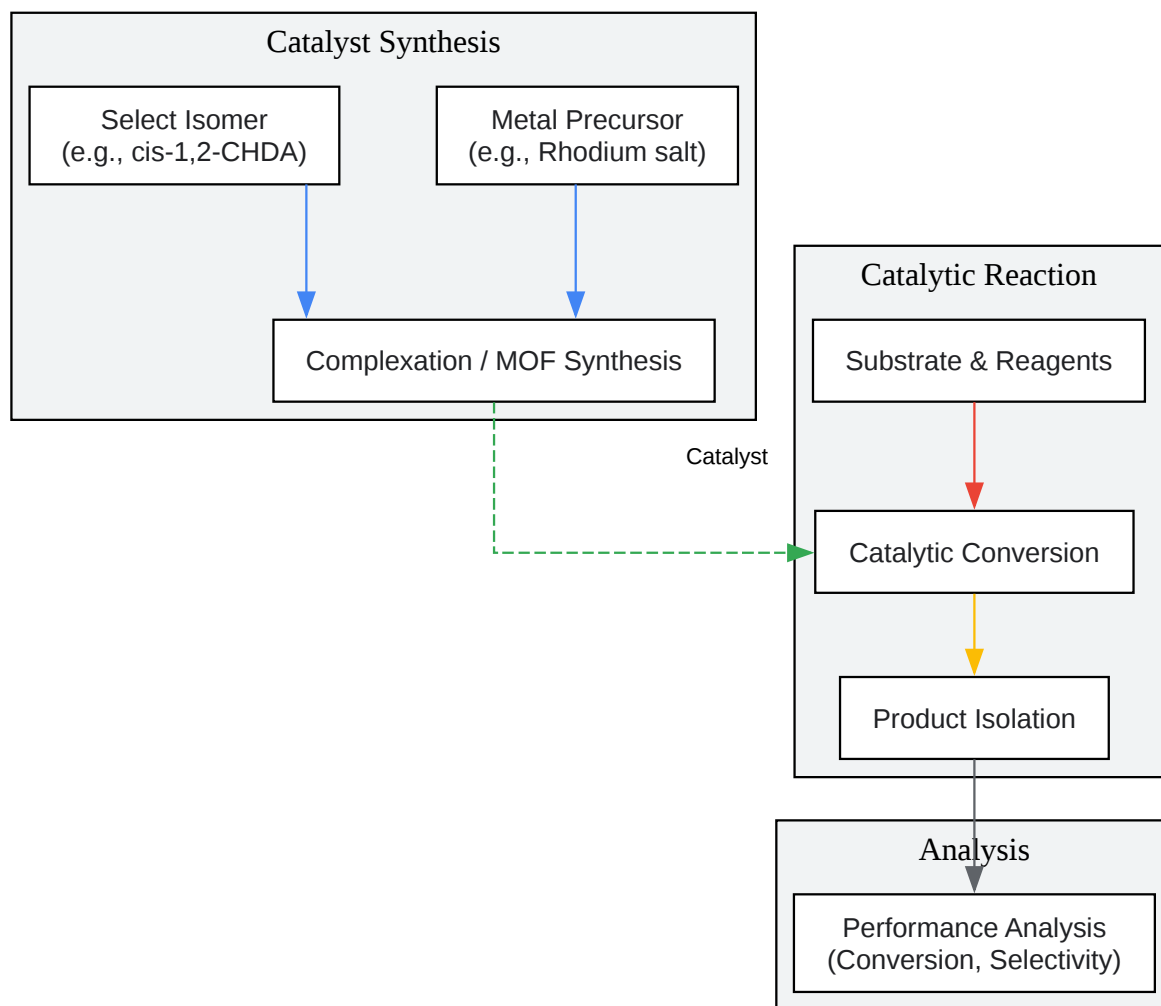 Catalyst Synthesis
Select Isomer
(e.g., cis-1,2-CHDA)
Metal Precursor
(e.g., Rhodium salt)
Complexation / MOF Synthesis
Catalyst
Catalytic Reaction
Substrate & Reagents
Catalytic Conversion
Product Isolation
Analysis
Performance Analysis
(Conversion, Selectivity)